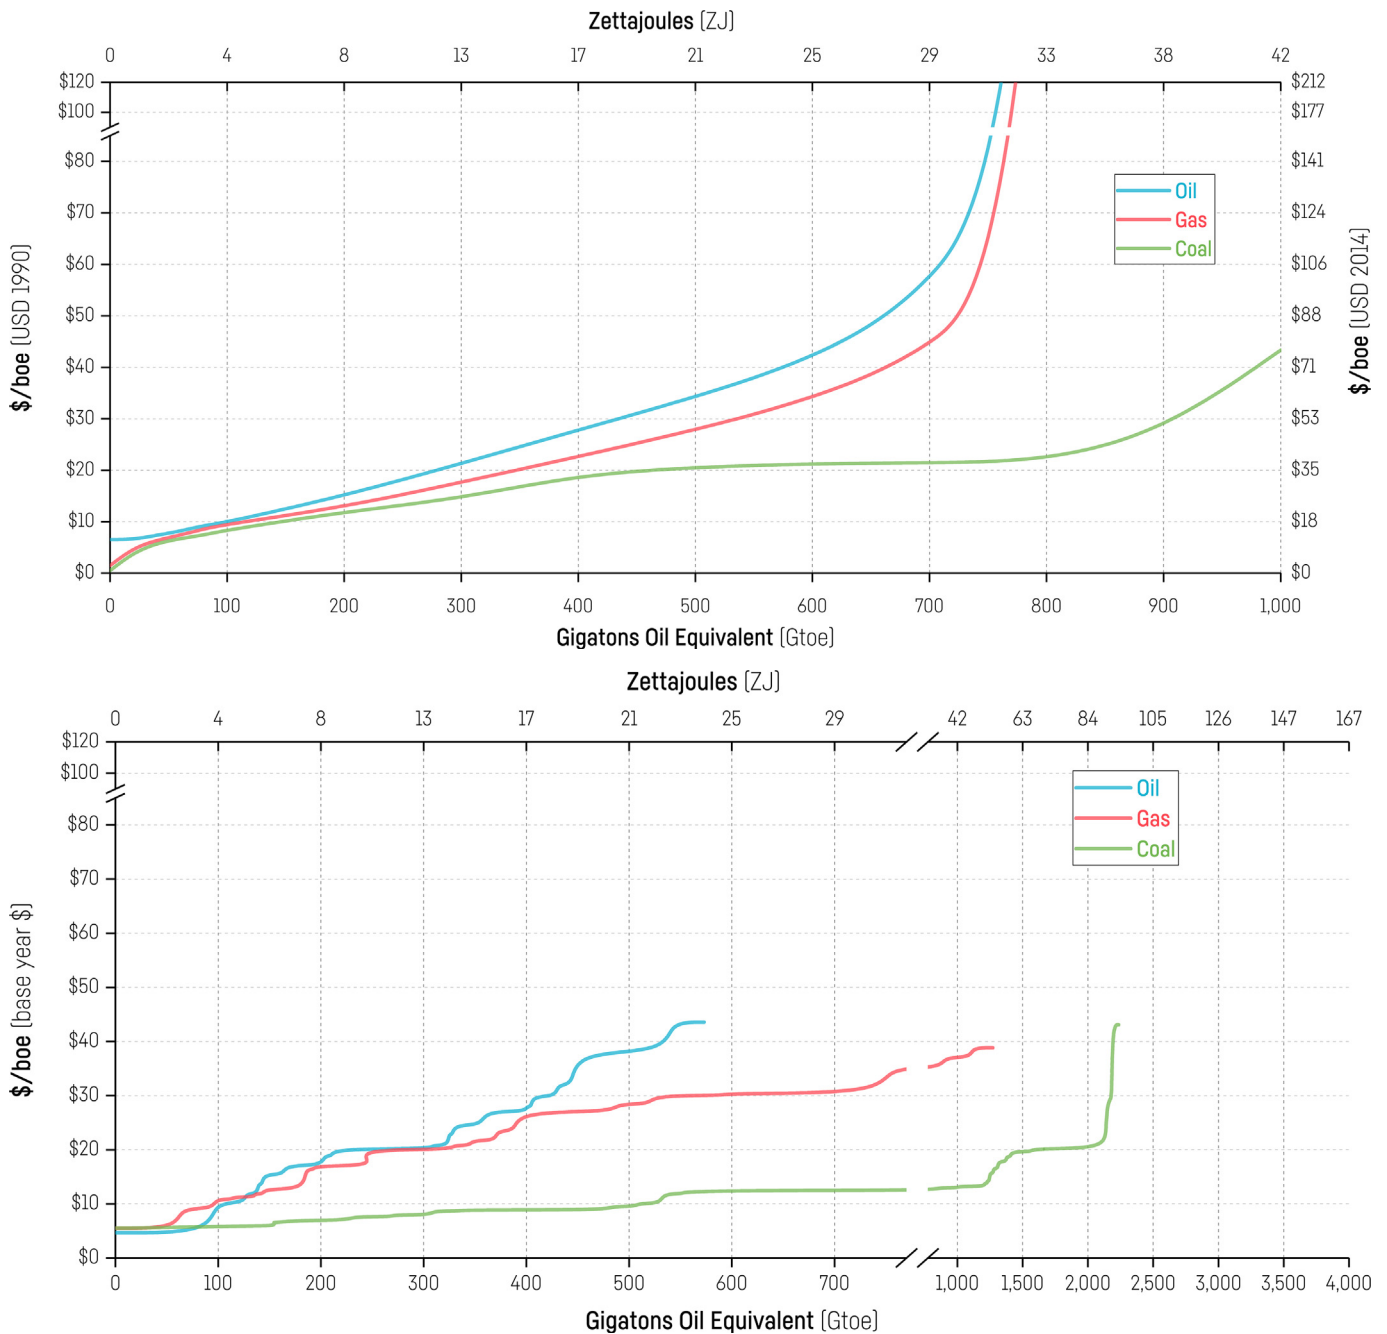 Zettajoules (ZJ)
0 4 8 13 17 21 25 29 33 38 42
$120 $212
$100 $177
$80 $141
$70 $124
$60 $106
$50 $88
$40 $71
$30 $53
$20 $35
$10 $18
$0 $0
$/boe (USD 1990)
$/boe (USD 2014)
Oil
Gas
Coal
0 100 200 300 400 500 600 700 800 900 1,000
Gigatons Oil Equivalent (Gtoe)
Zettajoules (ZJ)
0 4 8 13 17 21 25 29 42 63 84 105 126 147 167
$120
$100
$80
$70
$60
$50
$40
$30
$20
$10
$0
$/boe (base year $)
Oil
Gas
Coal
0 100 200 300 400 500 600 700 1,000 1,500 2,000 2,500 3,000 3,500 4,000
Gigatons Oil Equivalent (Gtoe)